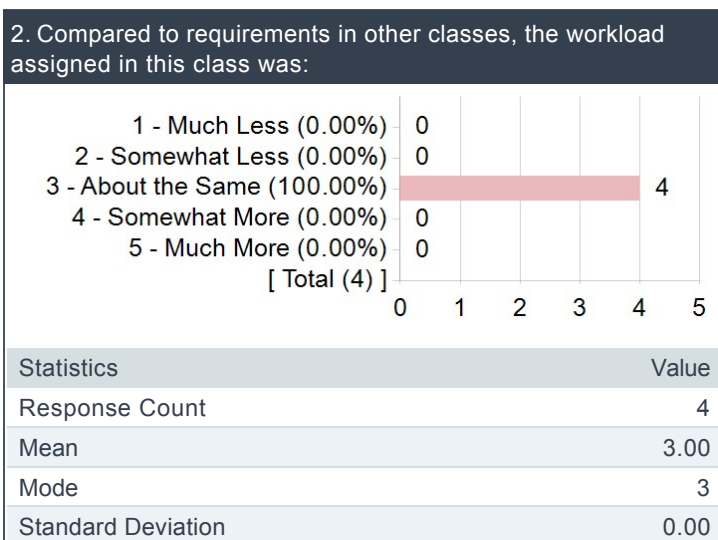 2. Compared to requirements in other classes, the workload
assigned in this class was:
1 - Much Less (0.00%) 0
2 - Somewhat Less (0.00%) 0
3 - About the Same (100.00%) 4
4 - Somewhat More (0.00%) 0
5 - Much More (0.00%) 0
[ Total (4) ]
0 1 2 3 4 5
Statistics Value
Response Count 4
Mean 3.00
Mode 3
Standard Deviation 0.00